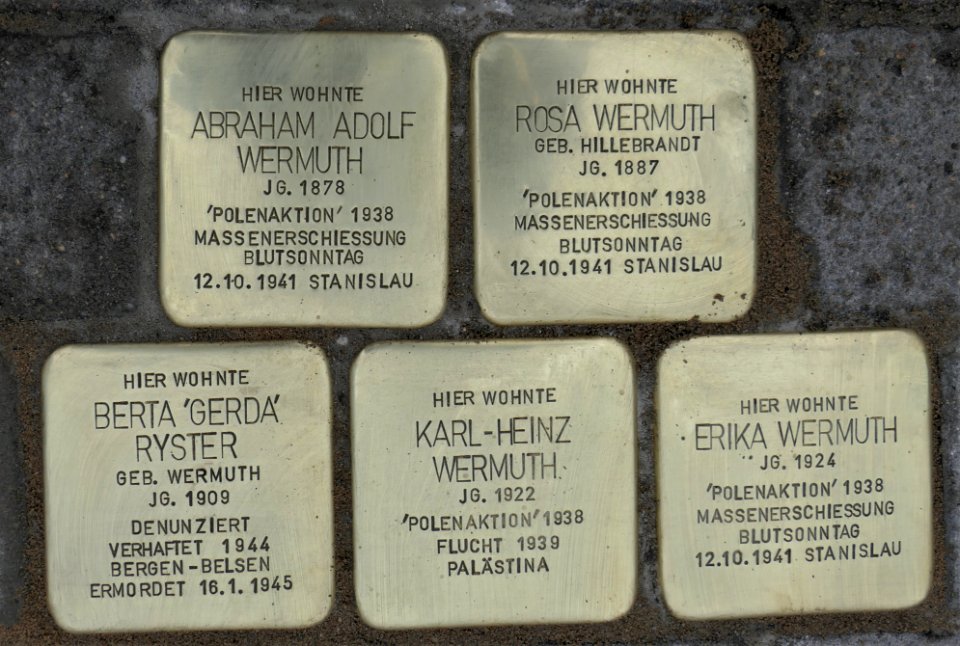 HIER WOHNTE
ABRAHAM ADOLF
WERMUTH
JG. 1878
'POLENAKTION' 1938
MASSENERSCHIESSUNG
BLUTSONNTAG
12.10.1941 STANISLAU
HIER WOHNTE
ROSA WERMUTH
GEB. HILLEBRANDT
JG. 1887
'POLENAKTION' 1938
MASSENERSCHIESSUNG
BLUTSONNTAG
12.10.1941 STANISLAU
HIER WOHNTE
BERTA 'GERDA'
RYSTER
GEB. WERMUTH
JG. 1909
DENUNZIERT
VERHAFTET 1944
BERGEN-BELSEN
ERMORDET 16.1. 1945
HIER WOHNTE
KARL-HEINZ
WERMUTH
JG. 1922
'POLENAKTION' 1938
FLUCHT 1939
PALÄSTINA
HIER WOHNTE
ERIKA WERMUTH
JG. 1924
'POLENAKTION' 1938
MASSENERSCHIESSUNG
BLUTSONNTAG
12.10.1941 STANISLAU